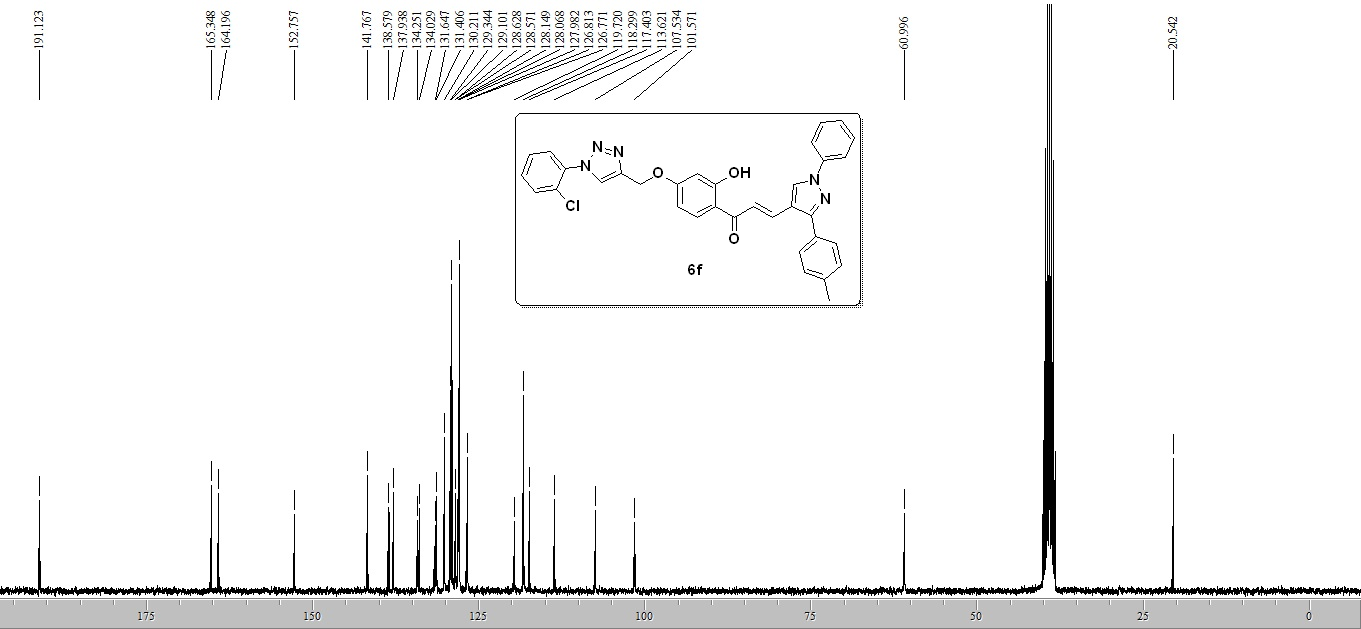 191.123
165.348
164.196
152.757
141.767
138.579
137.938
134.251
134.029
131.647
131.406
130.211
129.344
129.101
128.628
128.571
128.149
128.068
127.982
126.813
126.771
119.720
118.299
117.403
113.621
107.534
101.571
60.996
20.542
N
N
N
O
OH
Cl
O
N
N
6f
175 150 125 100 75 50 25 0